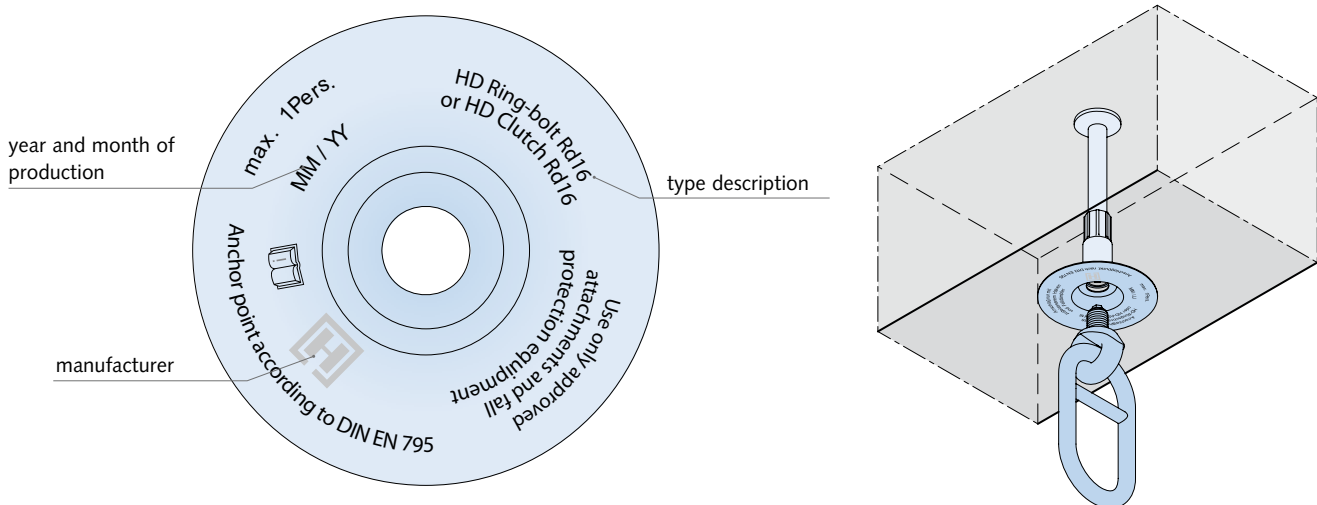 year and month of
production
manufacturer
max. 1Pers.
MM / YY
HD Ring-bolt Rd16
or HD Clutch Rd16
type description
Use only approved
attachments and fall
protection equipment
Anchor point according to DIN EN 795
H